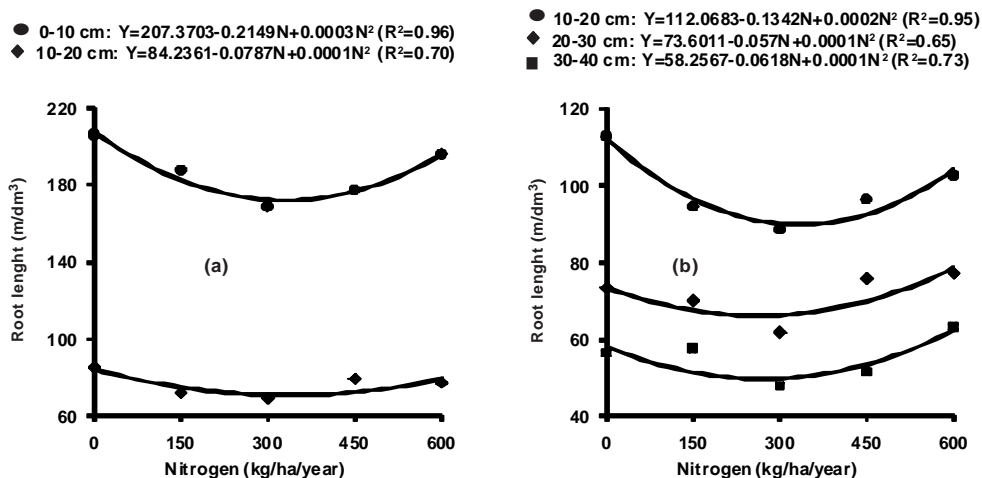 0-10 cm: Y=207.3703-0.2149N+0.0003N² (R²=0.96)
10-20 cm: Y=84.2361-0.0787N+0.0001N² (R²=0.70)
220
180
140
100
60
Root lenght (m/dm³)
(a)
0 150 300 450 600
Nitrogen (kg/ha/year)
10-20 cm: Y=112.0683-0.1342N+0.0002N² (R²=0.95)
20-30 cm: Y=73.6011-0.057N+0.0001N² (R²=0.65)
30-40 cm: Y=58.2567-0.0618N+0.0001N² (R²=0.73)
120
100
80
60
40
Root lenght (m/dm³)
(b)
0 150 300 450 600
Nitrogen (kg/ha/year)